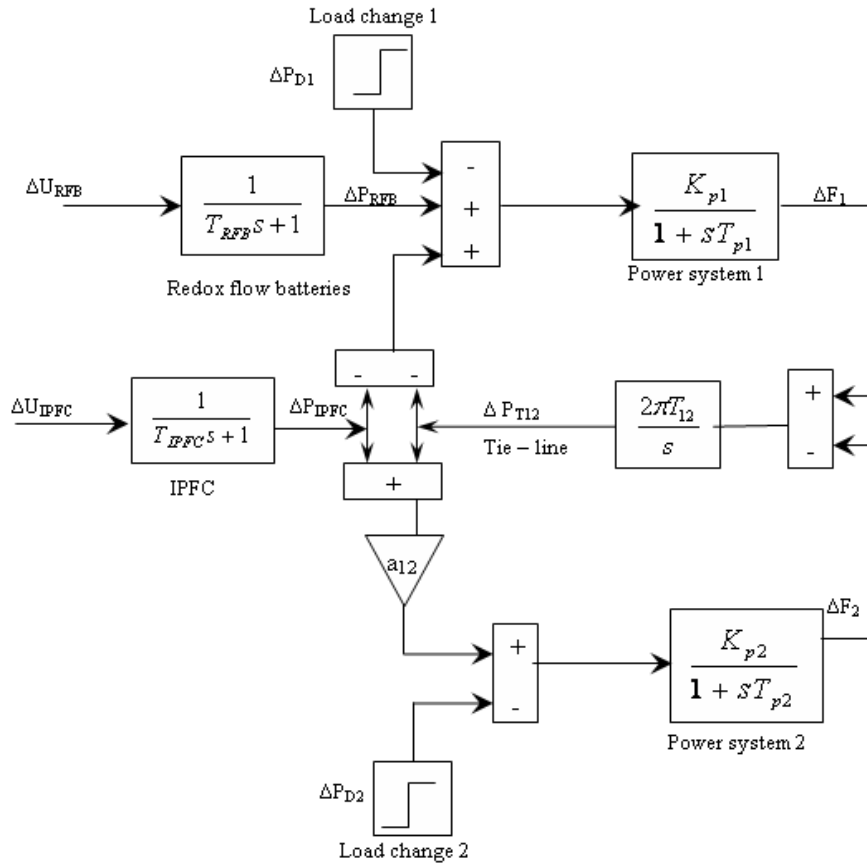 Load change 1
ΔP_D1
-
ΔU_RFB
1
T_RFB s + 1
ΔP_RFB
+
+
K_p1
1 + sT_p1
ΔF_1
Redox flow batteries
Power system 1
- -
ΔU_IPFC
1
T_IPFC s + 1
ΔP_IPFC
Δ P_T12
2πT_12
s
+
-
Tie – line
IPFC
+
a_12
ΔF_2
+
-
K_p2
1 + sT_p2
Power system 2
ΔP_D2
Load change 2